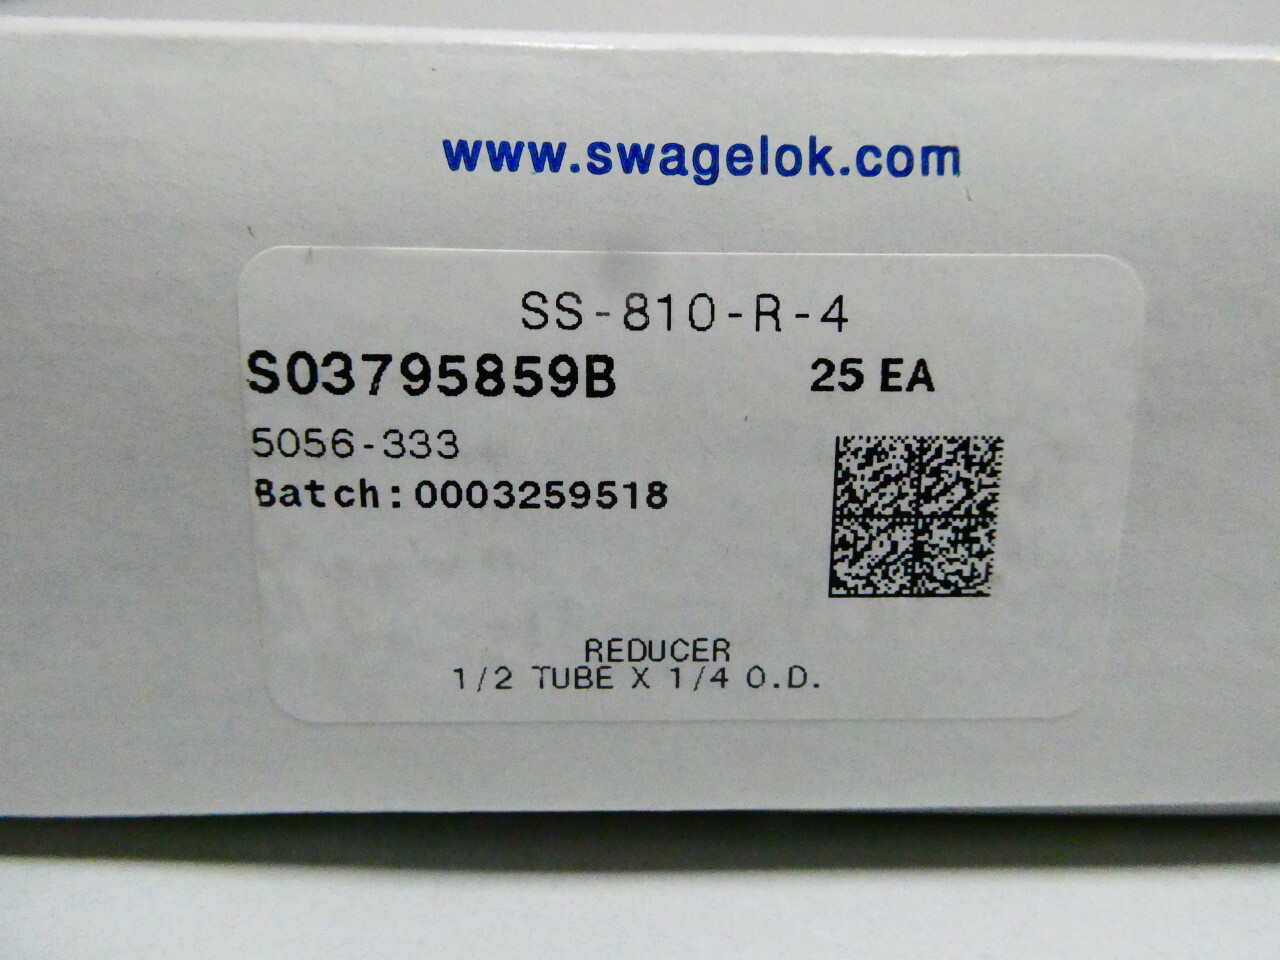 www.swagelok.com
SS-810-R-4
S03795859B 25 EA
5056-333
Batch:0003259518
REDUCER
1/2 TUBE X 1/4 O.D.